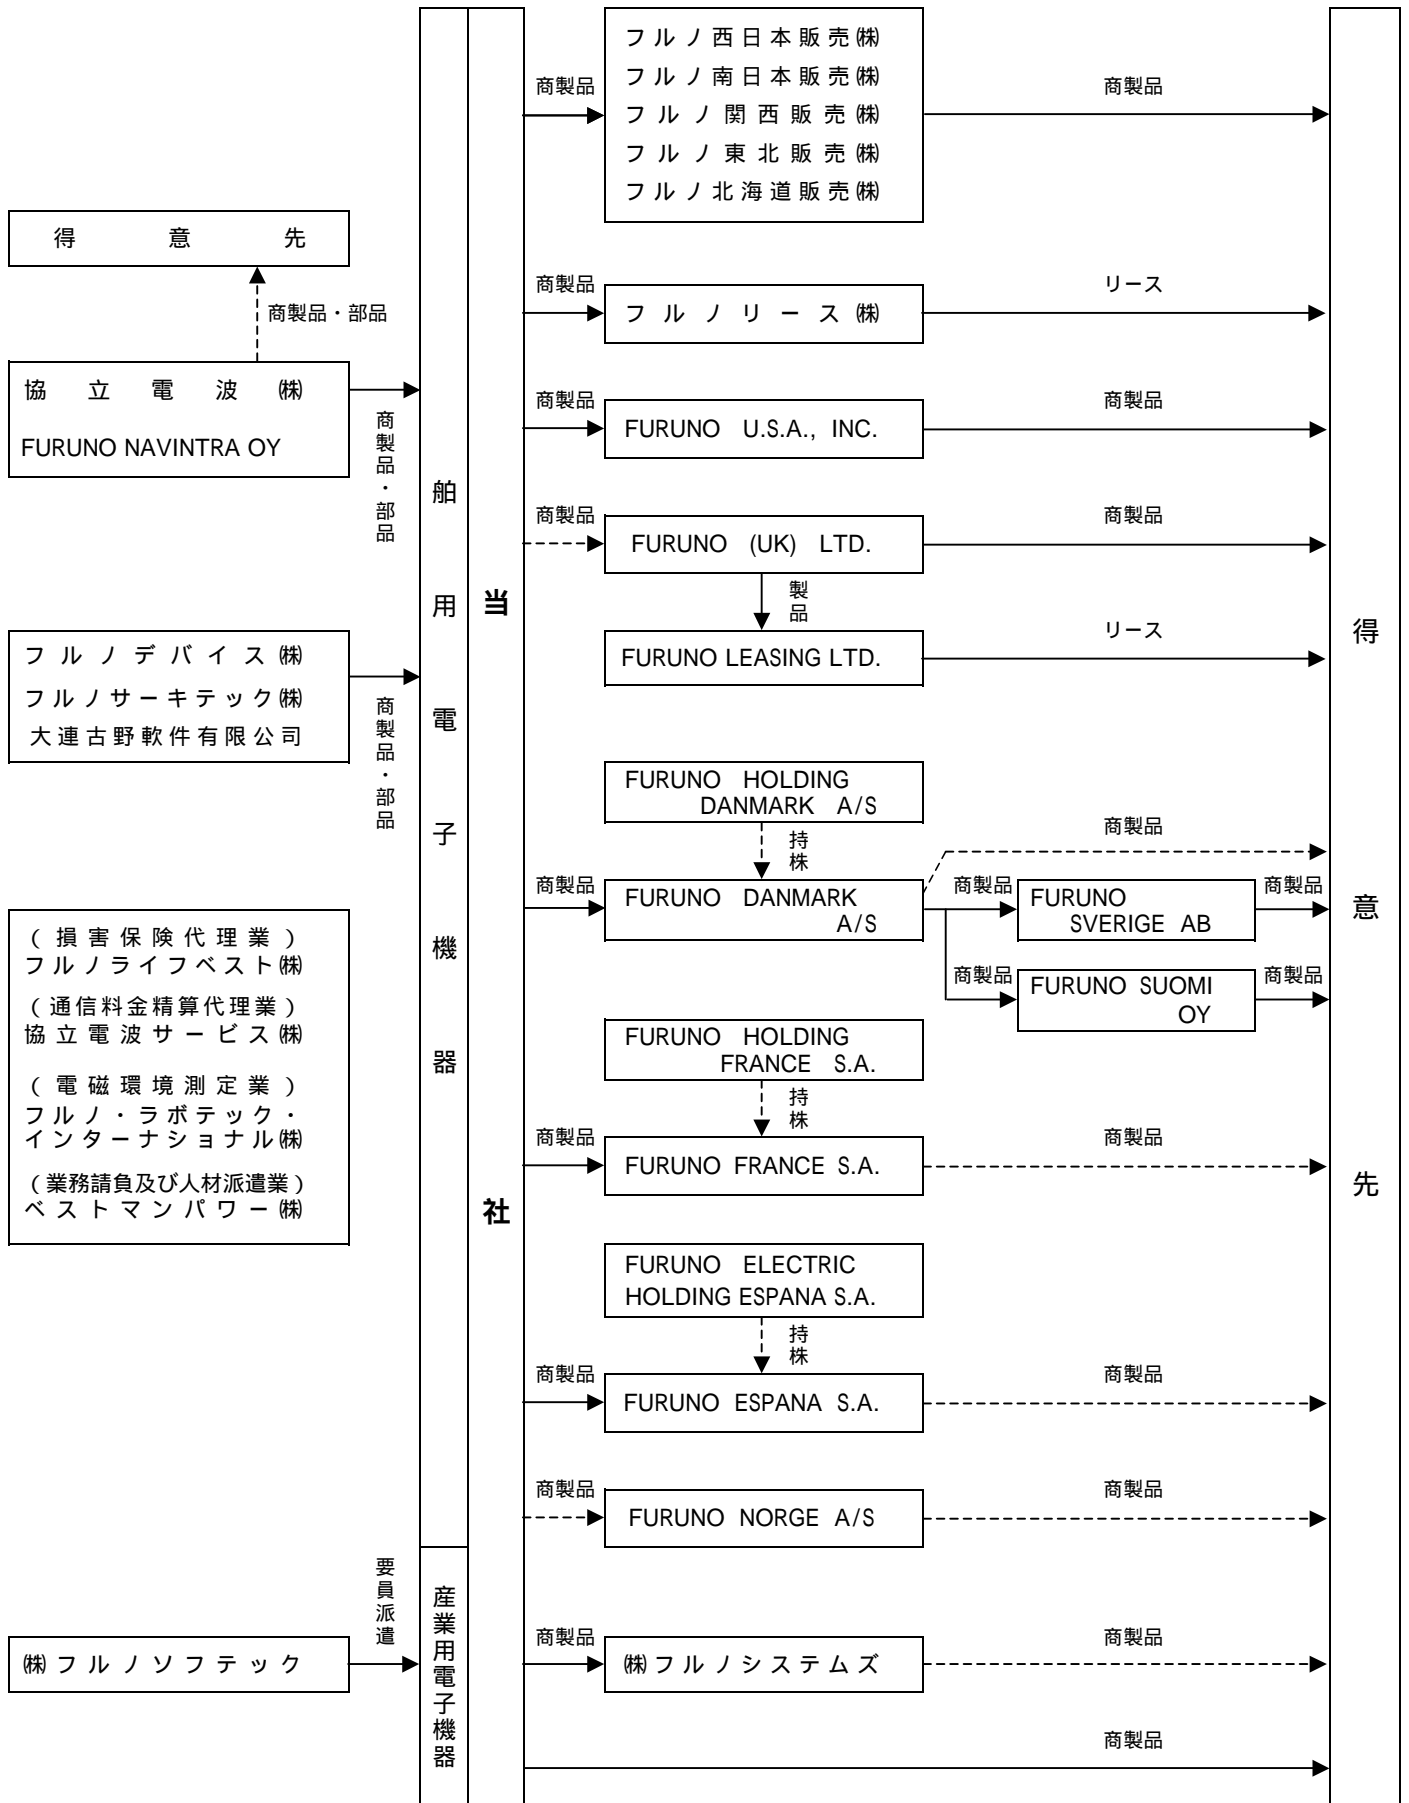 得意先
商製品・部品
協立電波㈱
FURUNO NAVINTRA OY
商製品・部品
フルノデバイス㈱
フルノサーキテック㈱
大連古野軟件有限公司
商製品・部品
(損害保険代理業)
フルノライフベスト㈱
(通信料金精算代理業)
協立電波サービス㈱
(電磁環境測定業)
フルノ・ラボテック・
インターナショナル㈱
(業務請負及び人材派遣業)
ベストマンパワー㈱
要員派遣
㈱フルノソフテック
舶用電子機器
産業用電子機器
当社
商製品
フルノ西日本販売㈱
フルノ南日本販売㈱
フルノ関西販売㈱
フルノ東北販売㈱
フルノ北海道販売㈱
商製品
商製品
フルノリース㈱
リース
商製品
FURUNO U.S.A., INC.
商製品
商製品
FURUNO (UK) LTD.
商製品
製品
FURUNO LEASING LTD.
リース
FURUNO HOLDING
DANMARK A/S
持株
商製品
商製品
FURUNO DANMARK
A/S
商製品
FURUNO
SVERIGE AB
商製品
商製品
FURUNO SUOMI
OY
商製品
FURUNO HOLDING
FRANCE S.A.
持株
商製品
FURUNO FRANCE S.A.
商製品
FURUNO ELECTRIC
HOLDING ESPANA S.A.
持株
商製品
FURUNO ESPANA S.A.
商製品
商製品
FURUNO NORGE A/S
商製品
商製品
㈱フルノシステムズ
商製品
商製品
得意先